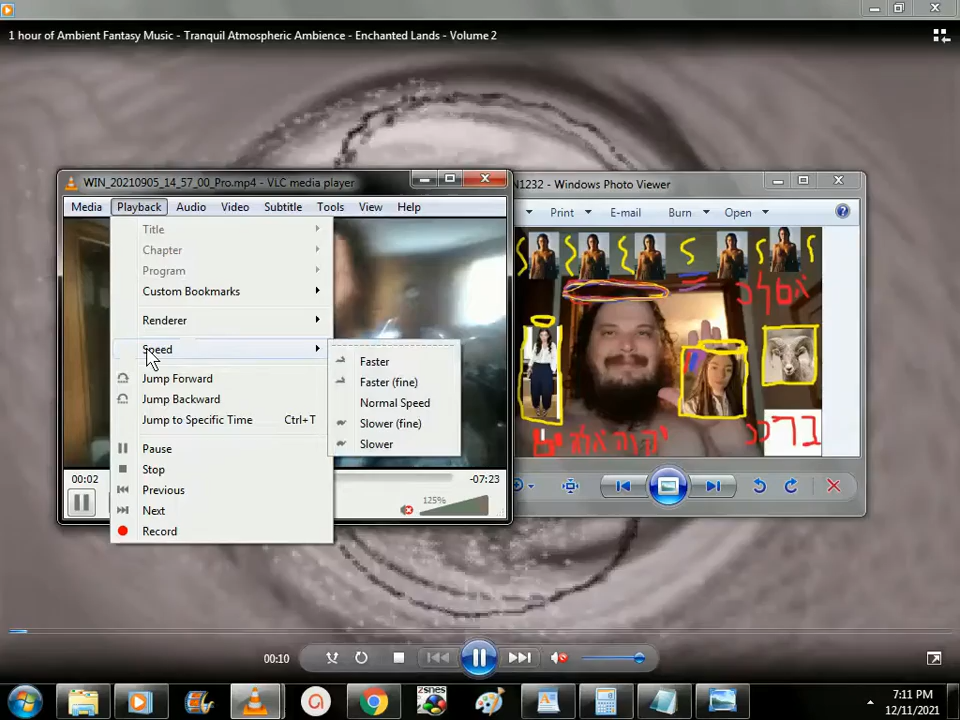 1 hour of Ambient Fantasy Music - Tranquil Atmospheric Ambience - Enchanted Lands - Volume 2
WIN_20210905_14_57_00_Pro.mp4 - VLC media player
Media Playback Audio Video Subtitle Tools View Help
Title
Chapter
Program
Custom Bookmarks
Renderer
Speed
Jump Forward
Jump Backward
Jump to Specific Time Ctrl+T
Pause
Stop
Previous
Next
Record
Faster
Faster (fine)
Normal Speed
Slower (fine)
Slower
00:02
-07:23
125%
N1232 - Windows Photo Viewer
Print E-mail Burn Open
00:10
zsnes
7:11 PM
12/11/2021